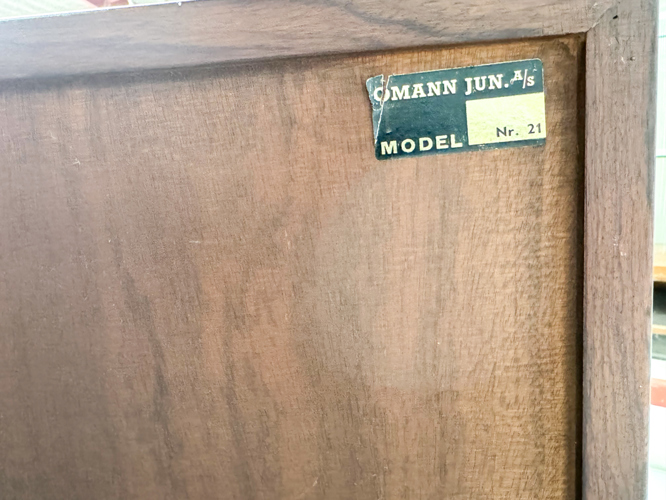 OMANN JUN. A/S
Nr. 21
MODEL